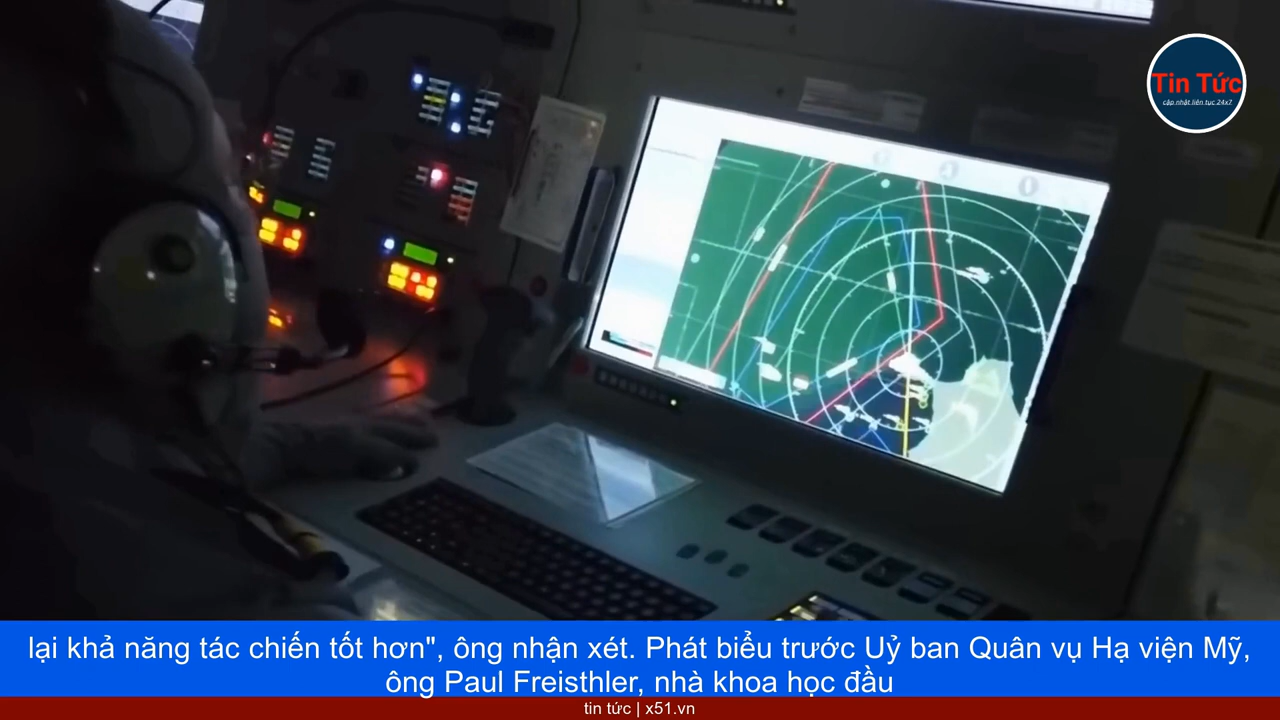 Tin Tức
cập.nhật.liên.tục.24x7
lại khả năng tác chiến tốt hơn", ông nhận xét. Phát biểu trước Uỷ ban Quân vụ Hạ viện Mỹ,
ông Paul Freisthler, nhà khoa học đầu
tin tức | x51.vn